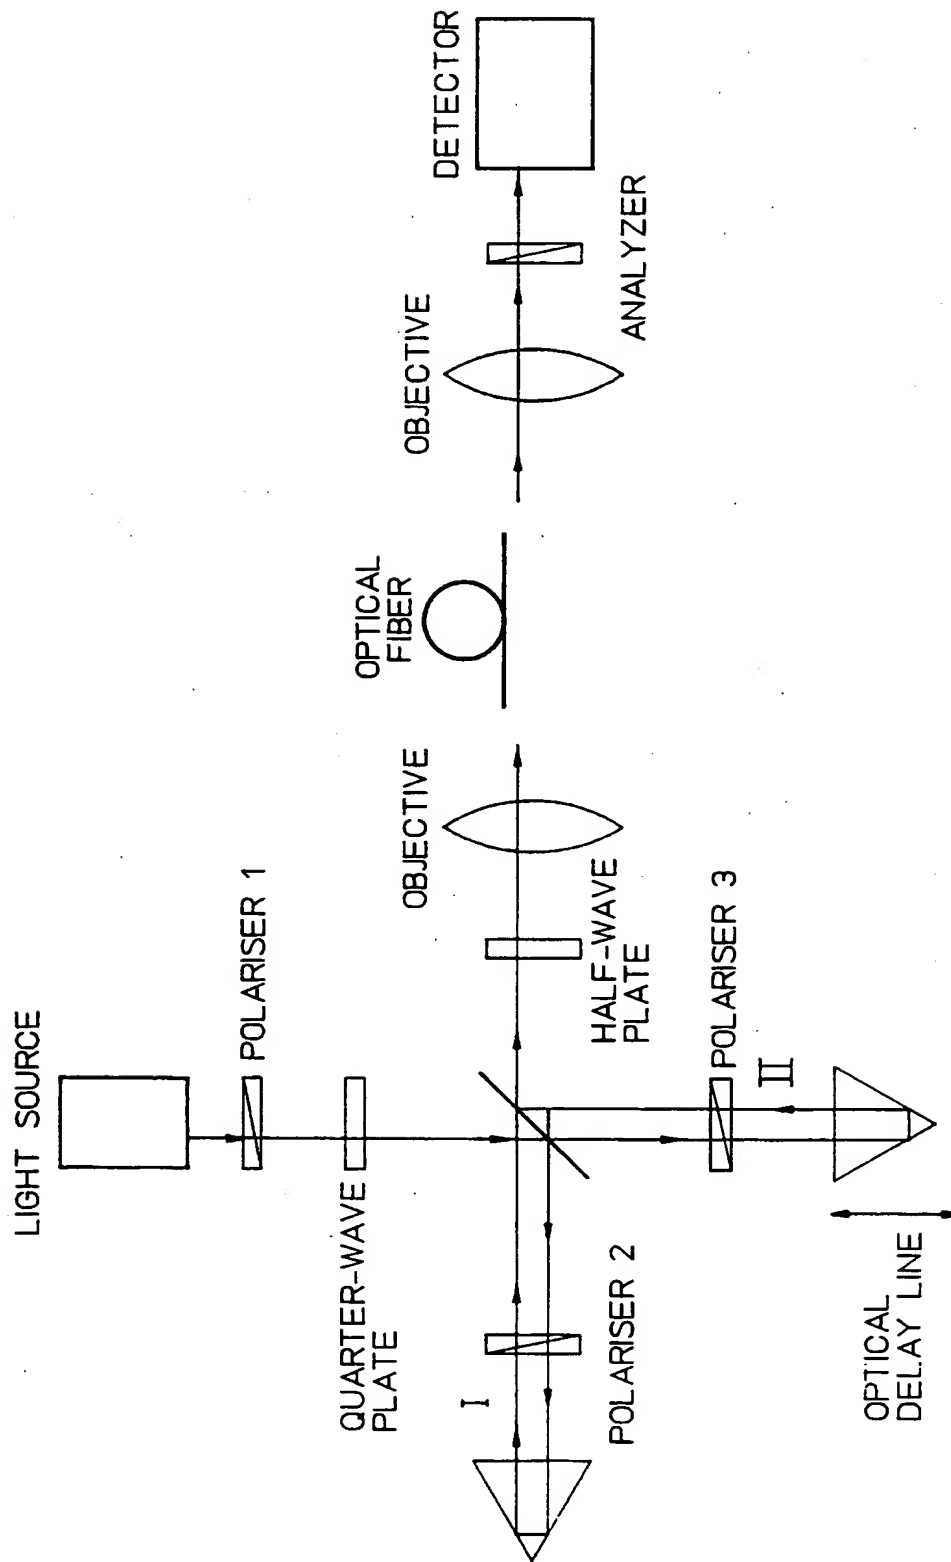 LIGHT SOURCE
POLARISER 1
QUARTER-WAVE
PLATE
I
POLARISER 2
OPTICAL
DELAY LINE
II
POLARISER 3
HALF-WAVE
PLATE
OBJECTIVE
OPTICAL
FIBER
OBJECTIVE
ANALYZER
DETECTOR